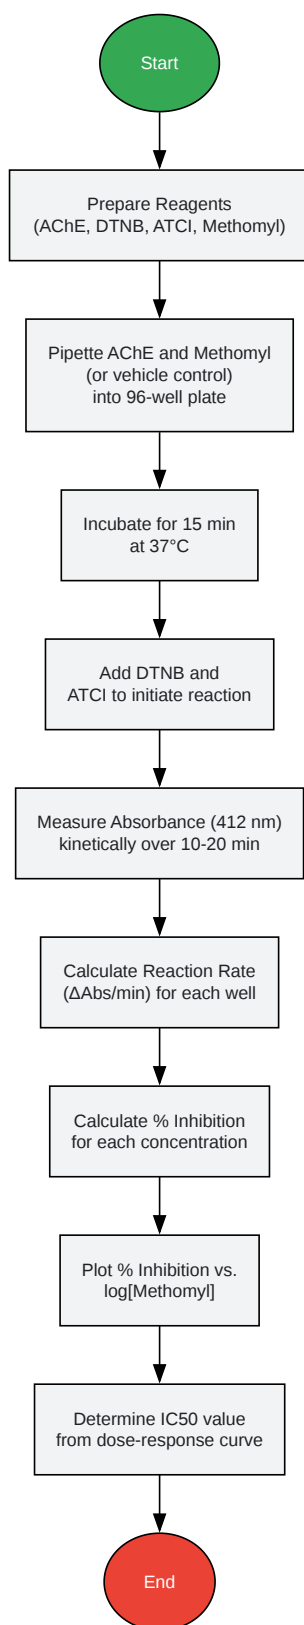 Start
Prepare Reagents
(AChE, DTNB, ATCI, Methomyl)
Pipette AChE and Methomyl
(or vehicle control)
into 96-well plate
Incubate for 15 min
at 37°C
Add DTNB and
ATCI to initiate reaction
Measure Absorbance (412 nm)
kinetically over 10-20 min
Calculate Reaction Rate
(ΔAbs/min) for each well
Calculate % Inhibition
for each concentration
Plot % Inhibition vs.
log[Methomyl]
Determine IC50 value
from dose-response curve
End